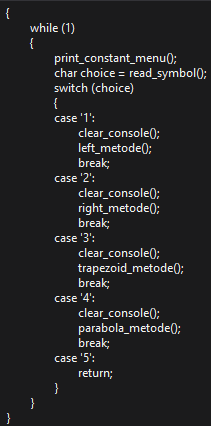 {
while (1)
{
print_constant_menu();
char choice = read_symbol();
switch (choice)
{
case '1':
clear_console();
left_metode();
break;
case '2':
clear_console();
right_metode();
break;
case '3':
clear_console();
trapezoid_metode();
break;
case '4':
clear_console();
parabola_metode();
break;
case '5':
return;
}
}
}